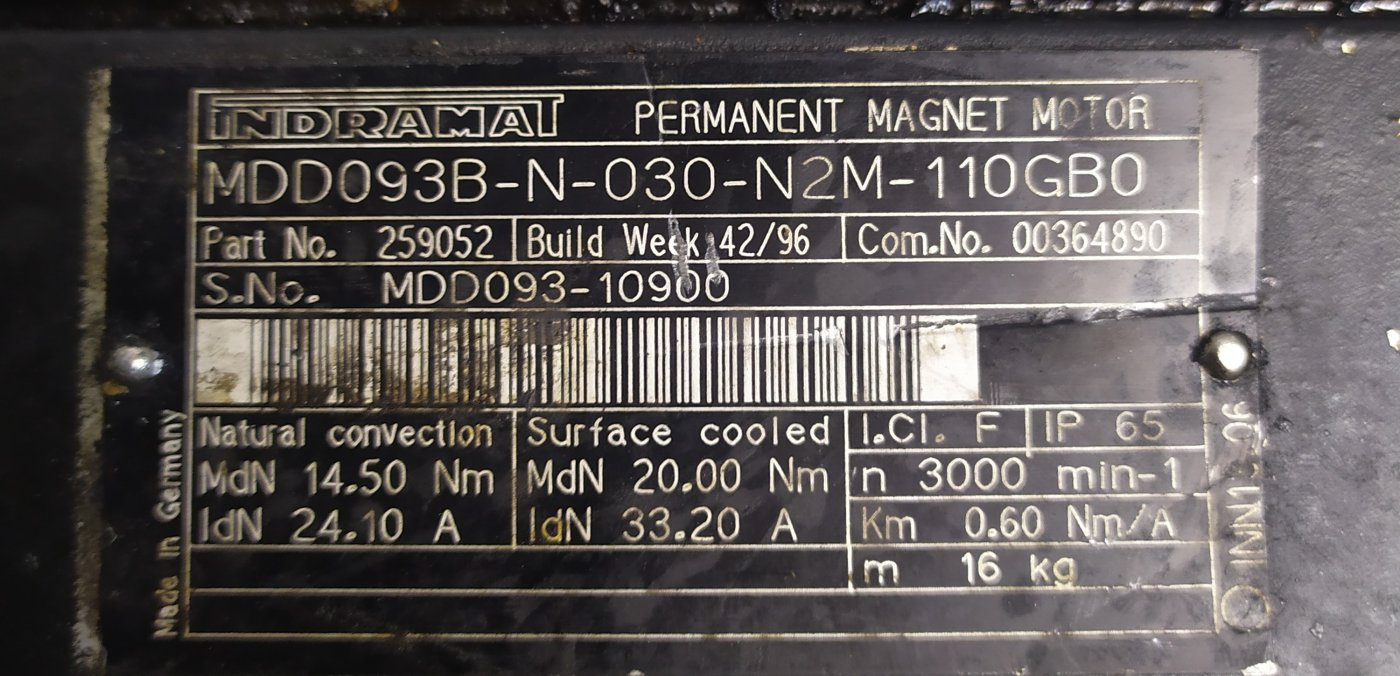 INDRAMAT PERMANENT MAGNET MOTOR
MDD093B-N-030-N2M-110GB0
Part No. 259052 Build Week 42/96 Com.No. 00364890
S.No. MDD093-10900
Natural convection Surface cooled I.Cl. F IP 65
MdN 14.50 Nm MdN 20.00 Nm n 3000 min-1
IdN 24.10 A IdN 33.20 A Km 0.60 Nm/A
m 16 kg
Made in Germany